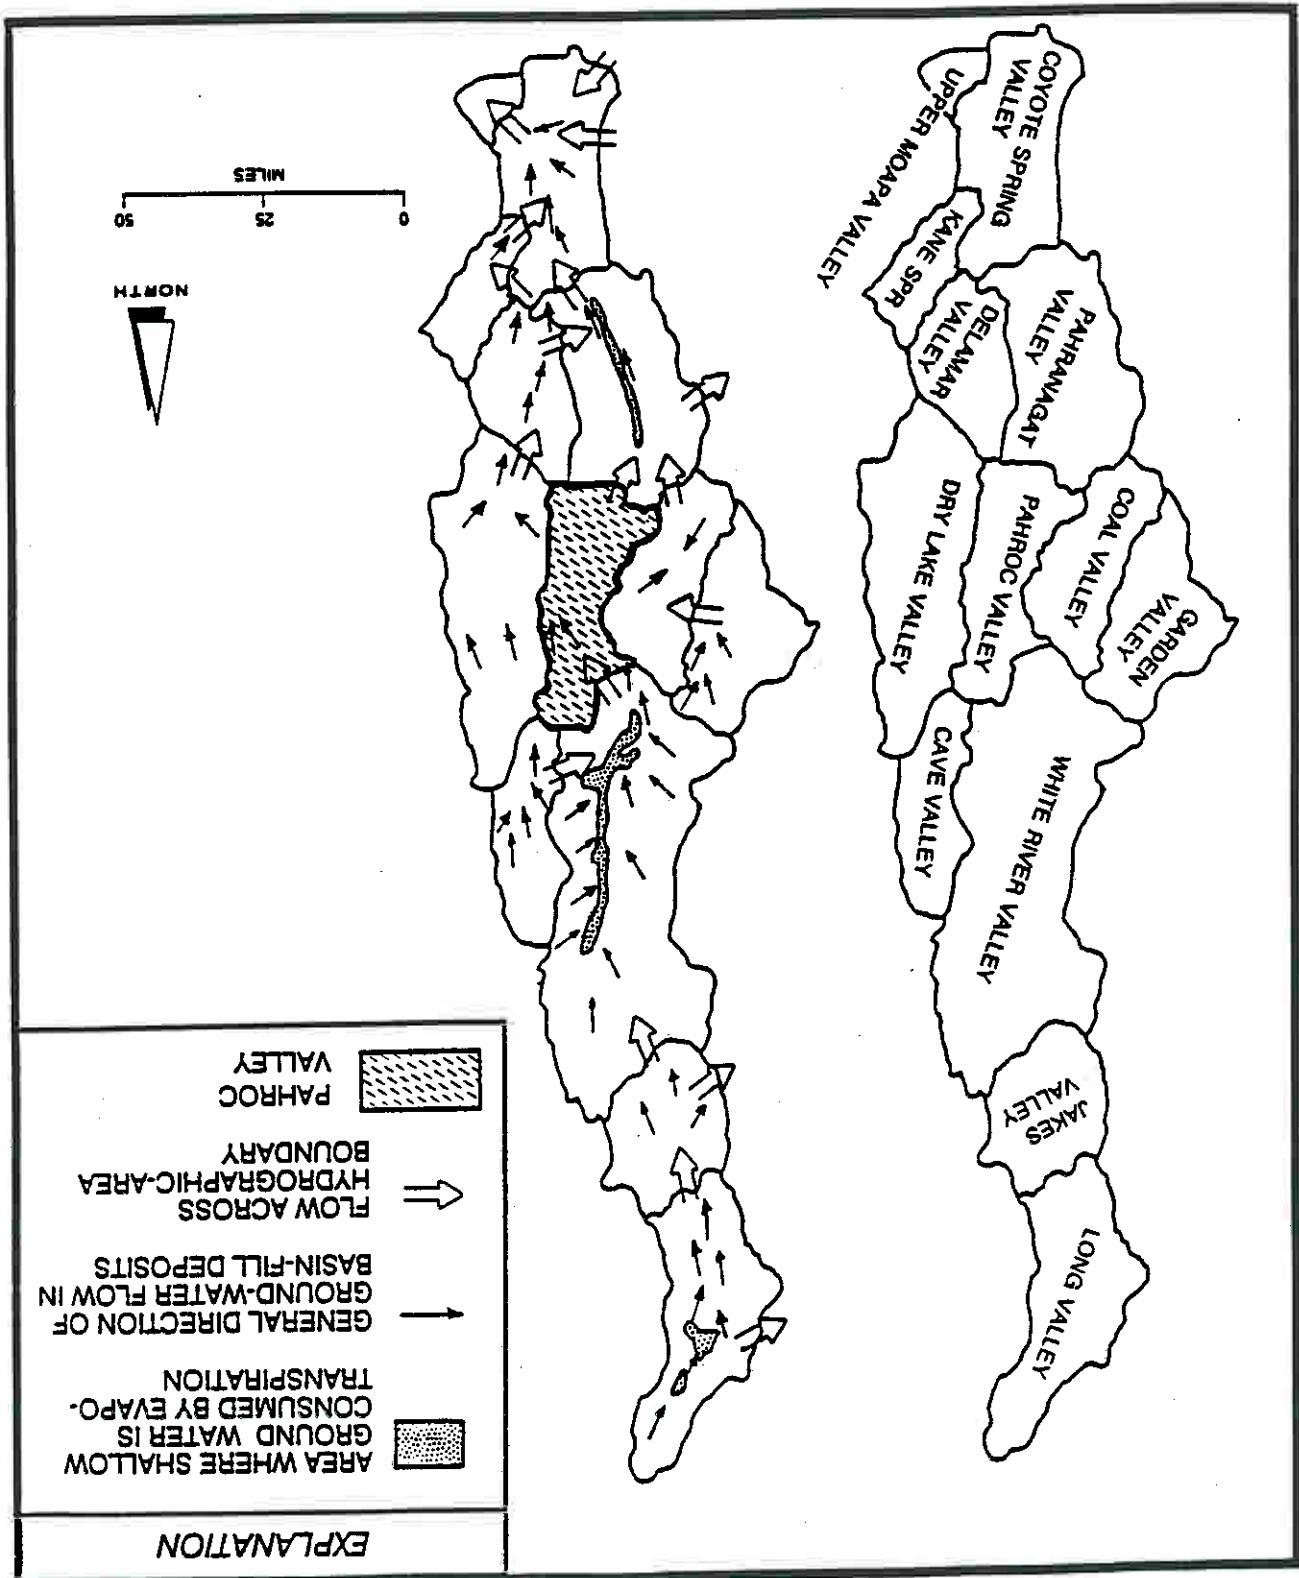 EXPLANATION
AREA WHERE SHALLOW
GROUND WATER IS
CONSUMED BY EVAPO-
TRANSPIRATION
GENERAL DIRECTION OF
GROUND-WATER FLOW IN
BASIN-FILL DEPOSITS
FLOW ACROSS
HYDROGRAPHIC-AREA
BOUNDARY
PAHROC
VALLEY
LONG VALLEY
JAKES
VALLEY
WHITE RIVER VALLEY
CAVE VALLEY
GARDEN
VALLEY
COAL VALLEY
PAHROC VALLEY
DRY LAKE VALLEY
PAHRANAGAT
VALLEY
DELAMAR
VALLEY
KANE SPR
COYOTE SPRING
VALLEY
UPPER MOAPA VALLEY
NORTH
0 25 50
MILES